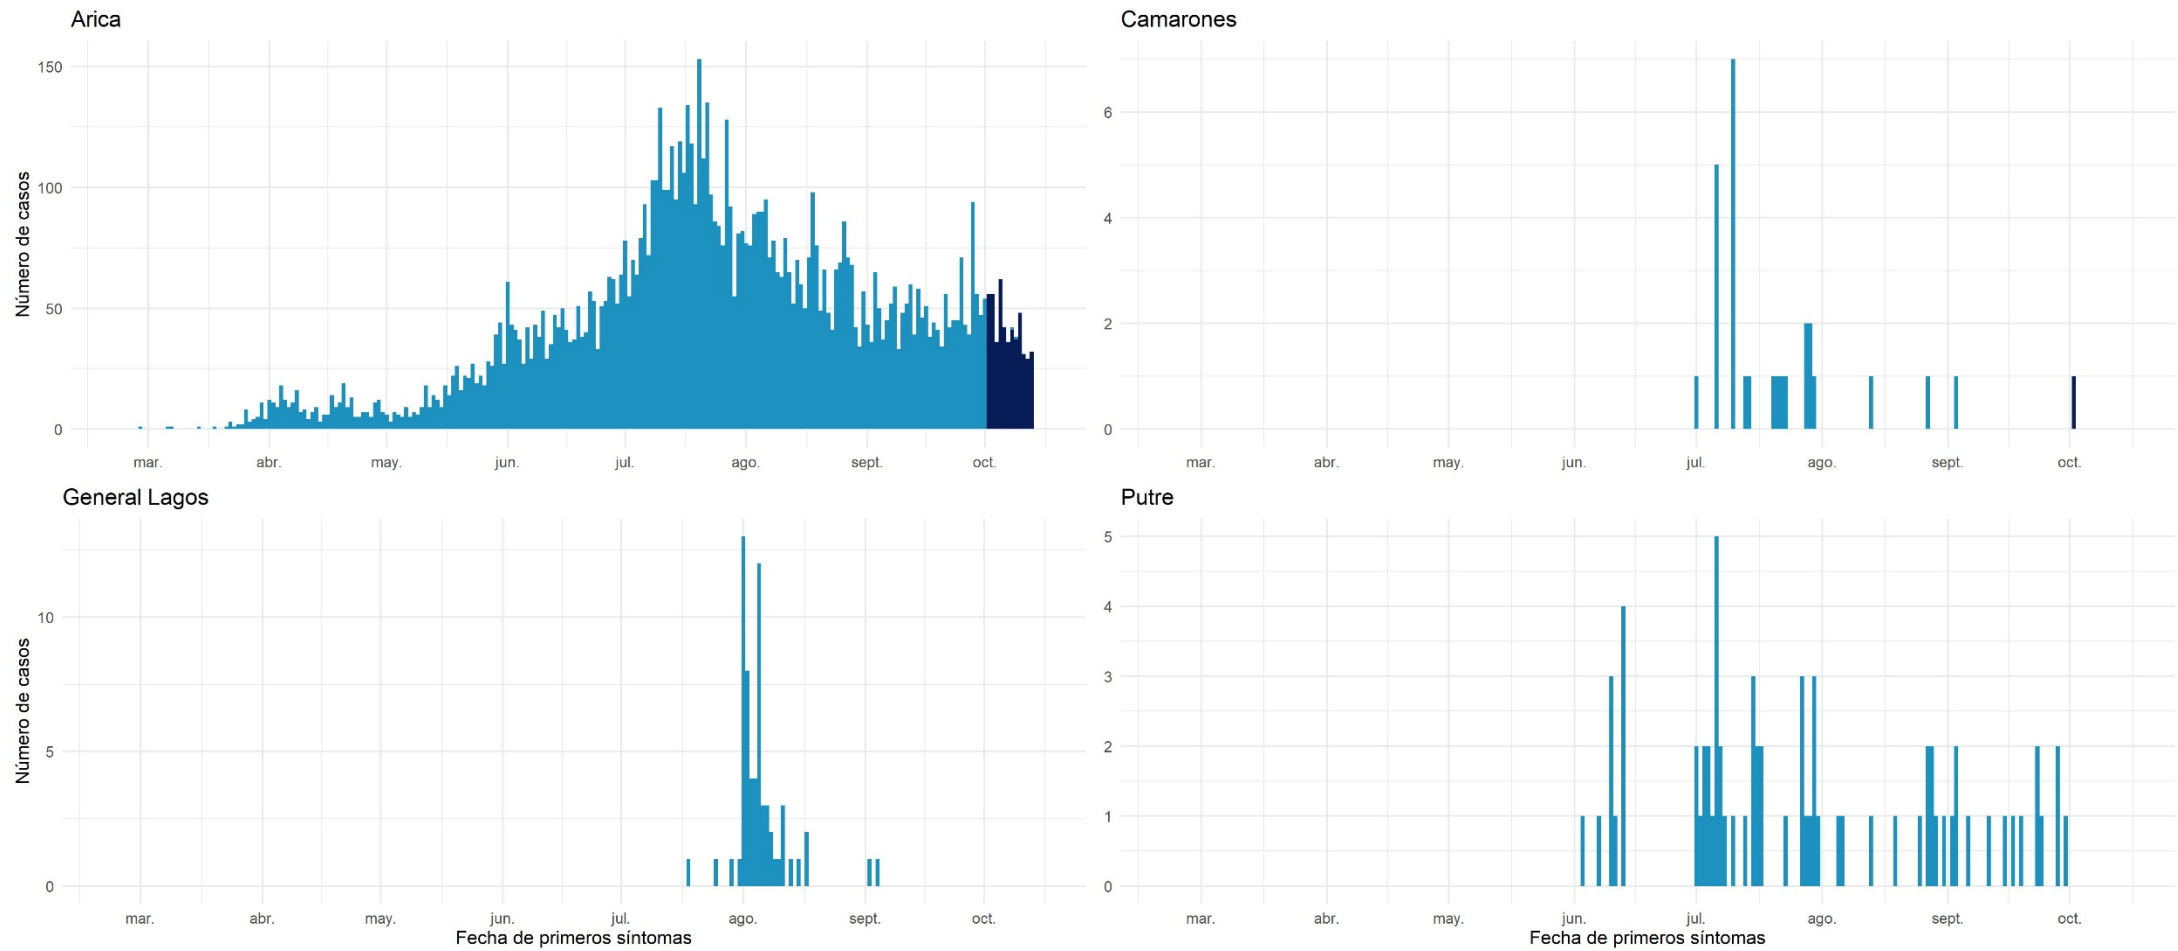 Arica
Número de casos
150
100
50
0
mar. abr. may. jun. jul. ago. sept. oct.
Camarones
6
4
2
0
mar. abr. may. jun. jul. ago. sept. oct.
General Lagos
Número de casos
10
5
0
mar. abr. may. jun. jul. ago. sept. oct.
Fecha de primeros síntomas
Putre
5
4
3
2
1
0
mar. abr. may. jun. jul. ago. sept. oct.
Fecha de primeros síntomas